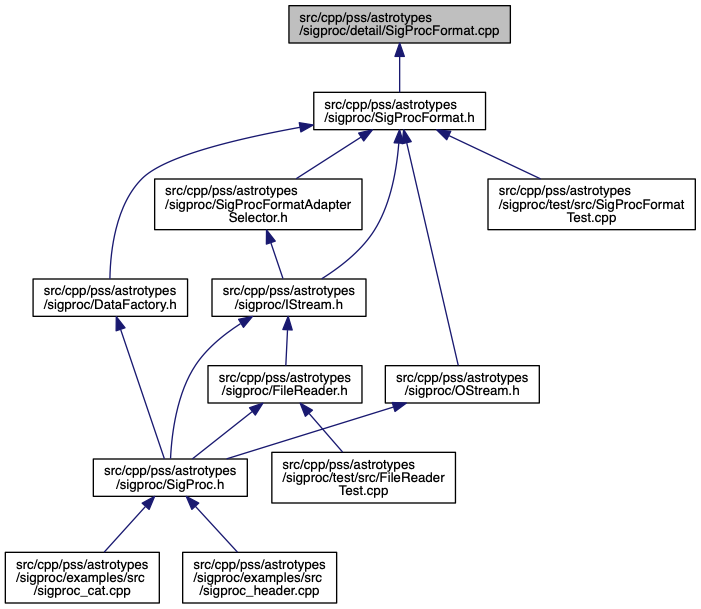 src/cpp/pss/astrotypes
/sigproc/detail/SigProcFormat.cpp
src/cpp/pss/astrotypes
/sigproc/SigProcFormat.h
src/cpp/pss/astrotypes
/sigproc/SigProcFormatAdapter
Selector.h
src/cpp/pss/astrotypes
/sigproc/test/src/SigProcFormat
Test.cpp
src/cpp/pss/astrotypes
/sigproc/DataFactory.h
src/cpp/pss/astrotypes
/sigproc/IStream.h
src/cpp/pss/astrotypes
/sigproc/FileReader.h
src/cpp/pss/astrotypes
/sigproc/OStream.h
src/cpp/pss/astrotypes
/sigproc/SigProc.h
src/cpp/pss/astrotypes
/sigproc/test/src/FileReader
Test.cpp
src/cpp/pss/astrotypes
/sigproc/examples/src
/sigproc_cat.cpp
src/cpp/pss/astrotypes
/sigproc/examples/src
/sigproc_header.cpp